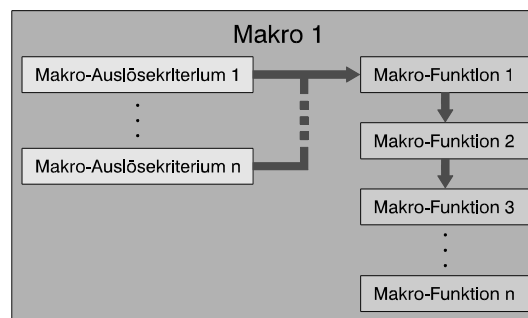 Makro 1
Makro-Auslösekriterium 1
Makro-Auslösekriterium n
Makro-Funktion 1
Makro-Funktion 2
Makro-Funktion 3
Makro-Funktion n